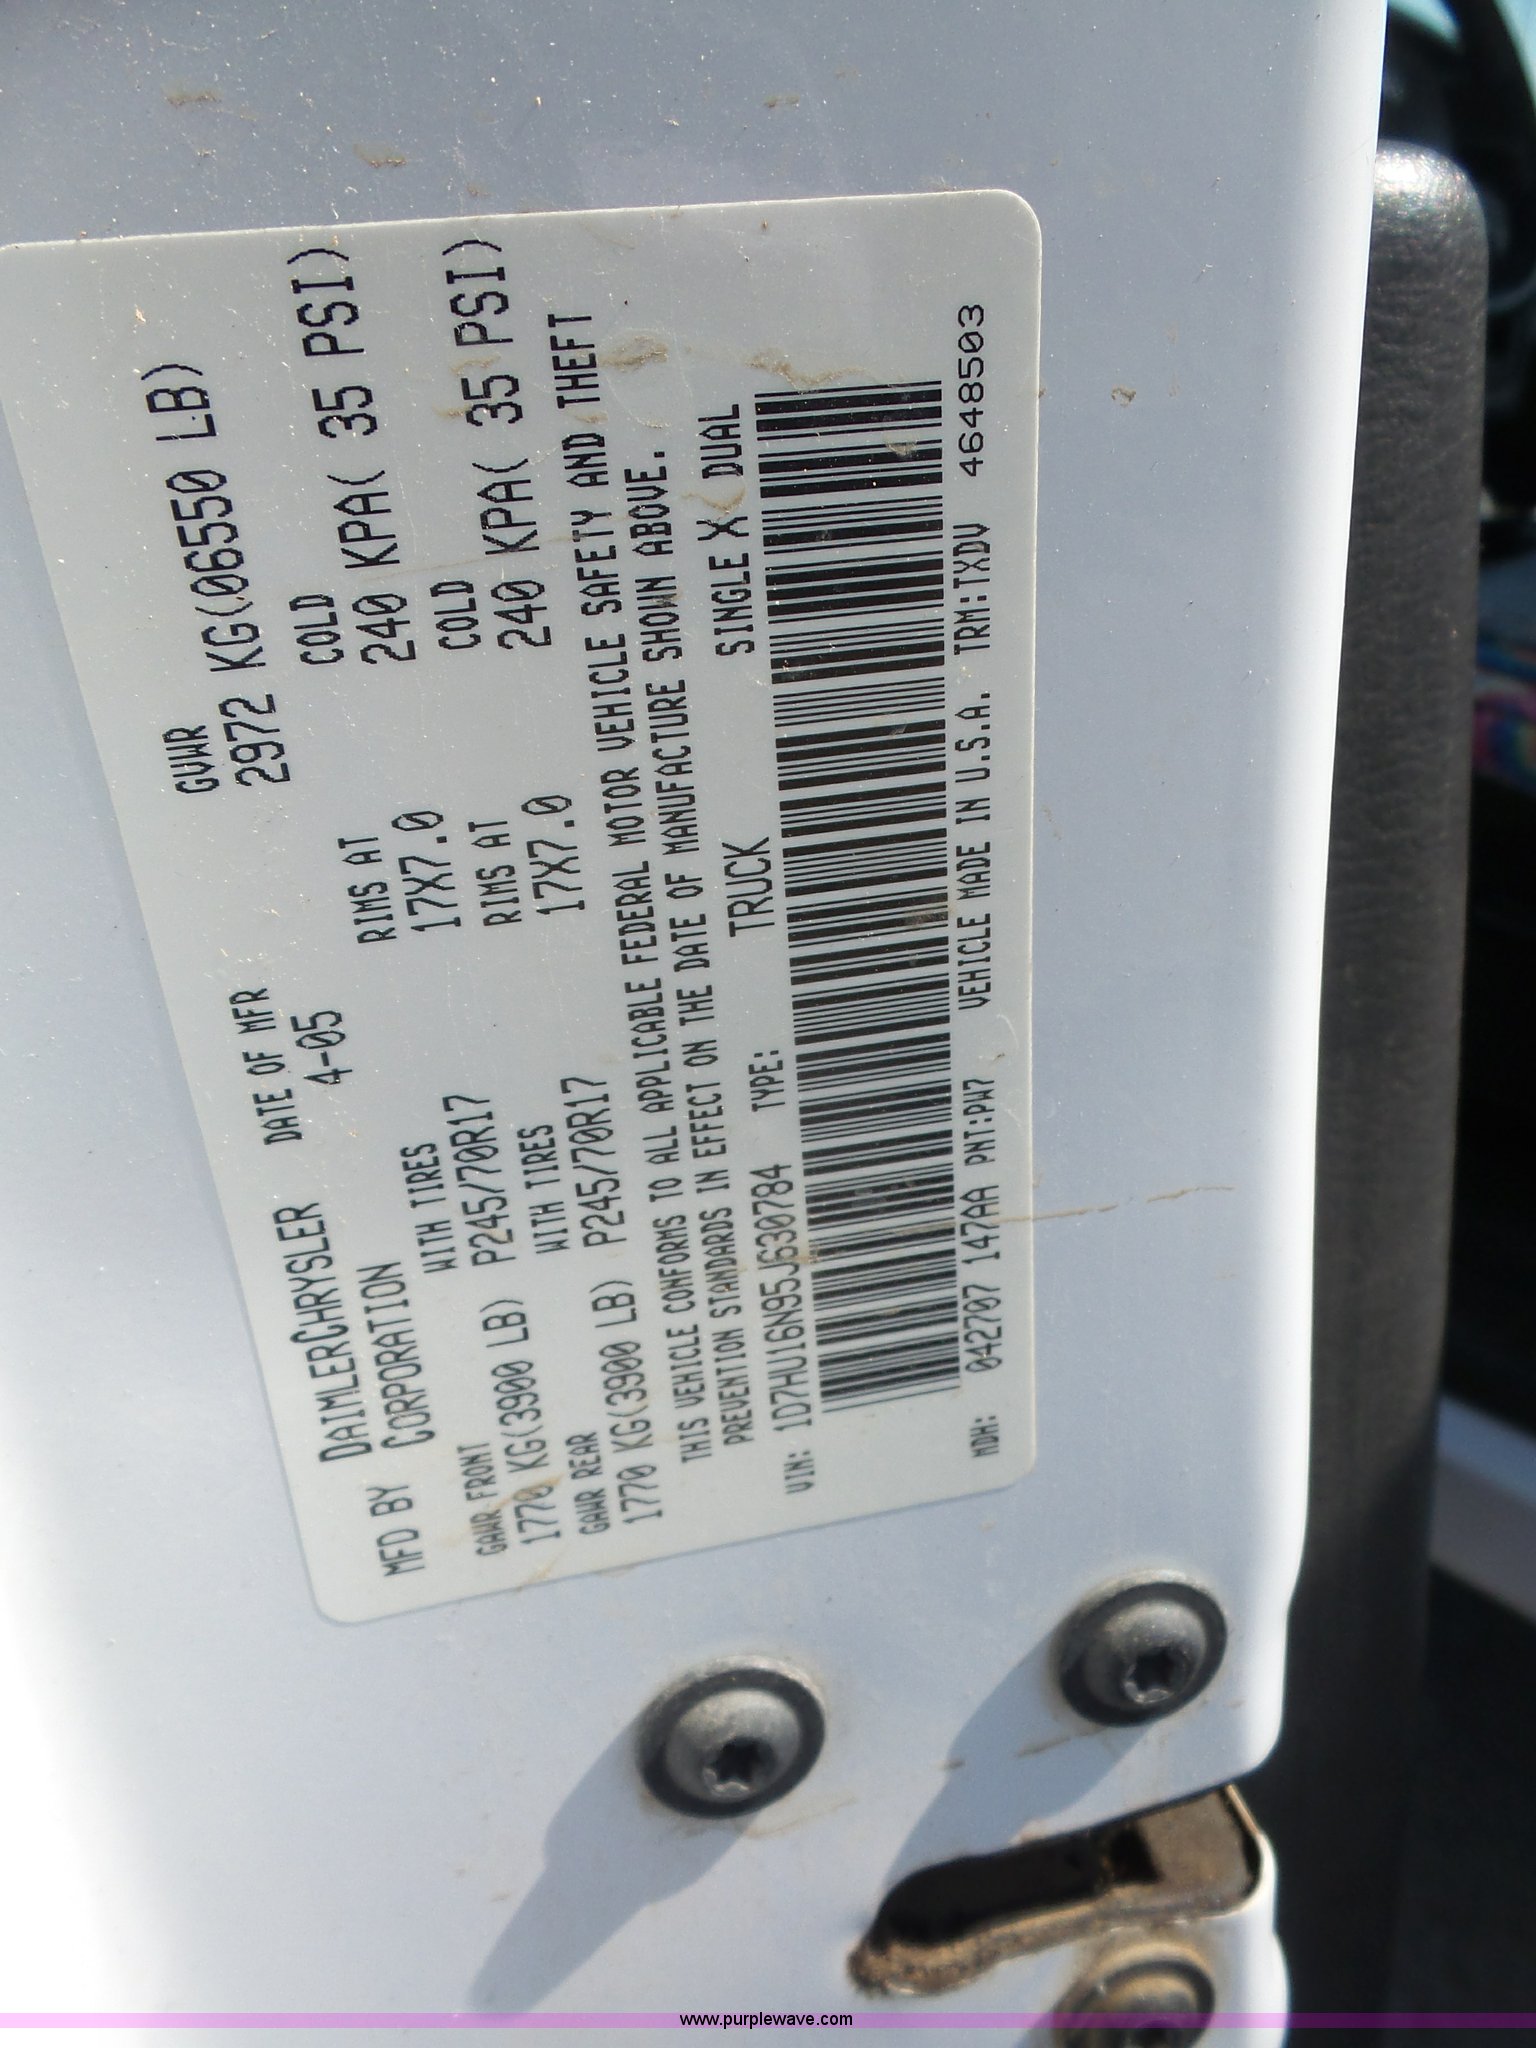 MFD BY DAIMLERCHRYSLER CORPORATION DATE OF MFR 4-05 GVWR 2972 KG(06550 LB)
GAWR FRONT WITH TIRES RIMS AT COLD
1770 KG(3900 LB) P245/70R17 17X7.0 240 KPA( 35 PSI)
GAWR REAR WITH TIRES RIMS AT COLD
1770 KG(3900 LB) P245/70R17 17X7.0 240 KPA( 35 PSI)
THIS VEHICLE CONFORMS TO ALL APPLICABLE FEDERAL MOTOR VEHICLE SAFETY AND THEFT
PREVENTION STANDARDS IN EFFECT ON THE DATE OF MANUFACTURE SHOWN ABOVE.
VIN: 1D7HU16N95J630784 TYPE: TRUCK SINGLE X DUAL
MDH: 042707 147AA PNT:PW7 VEHICLE MADE IN U.S.A. TRM:TXDV 4648503
www.purplewave.com